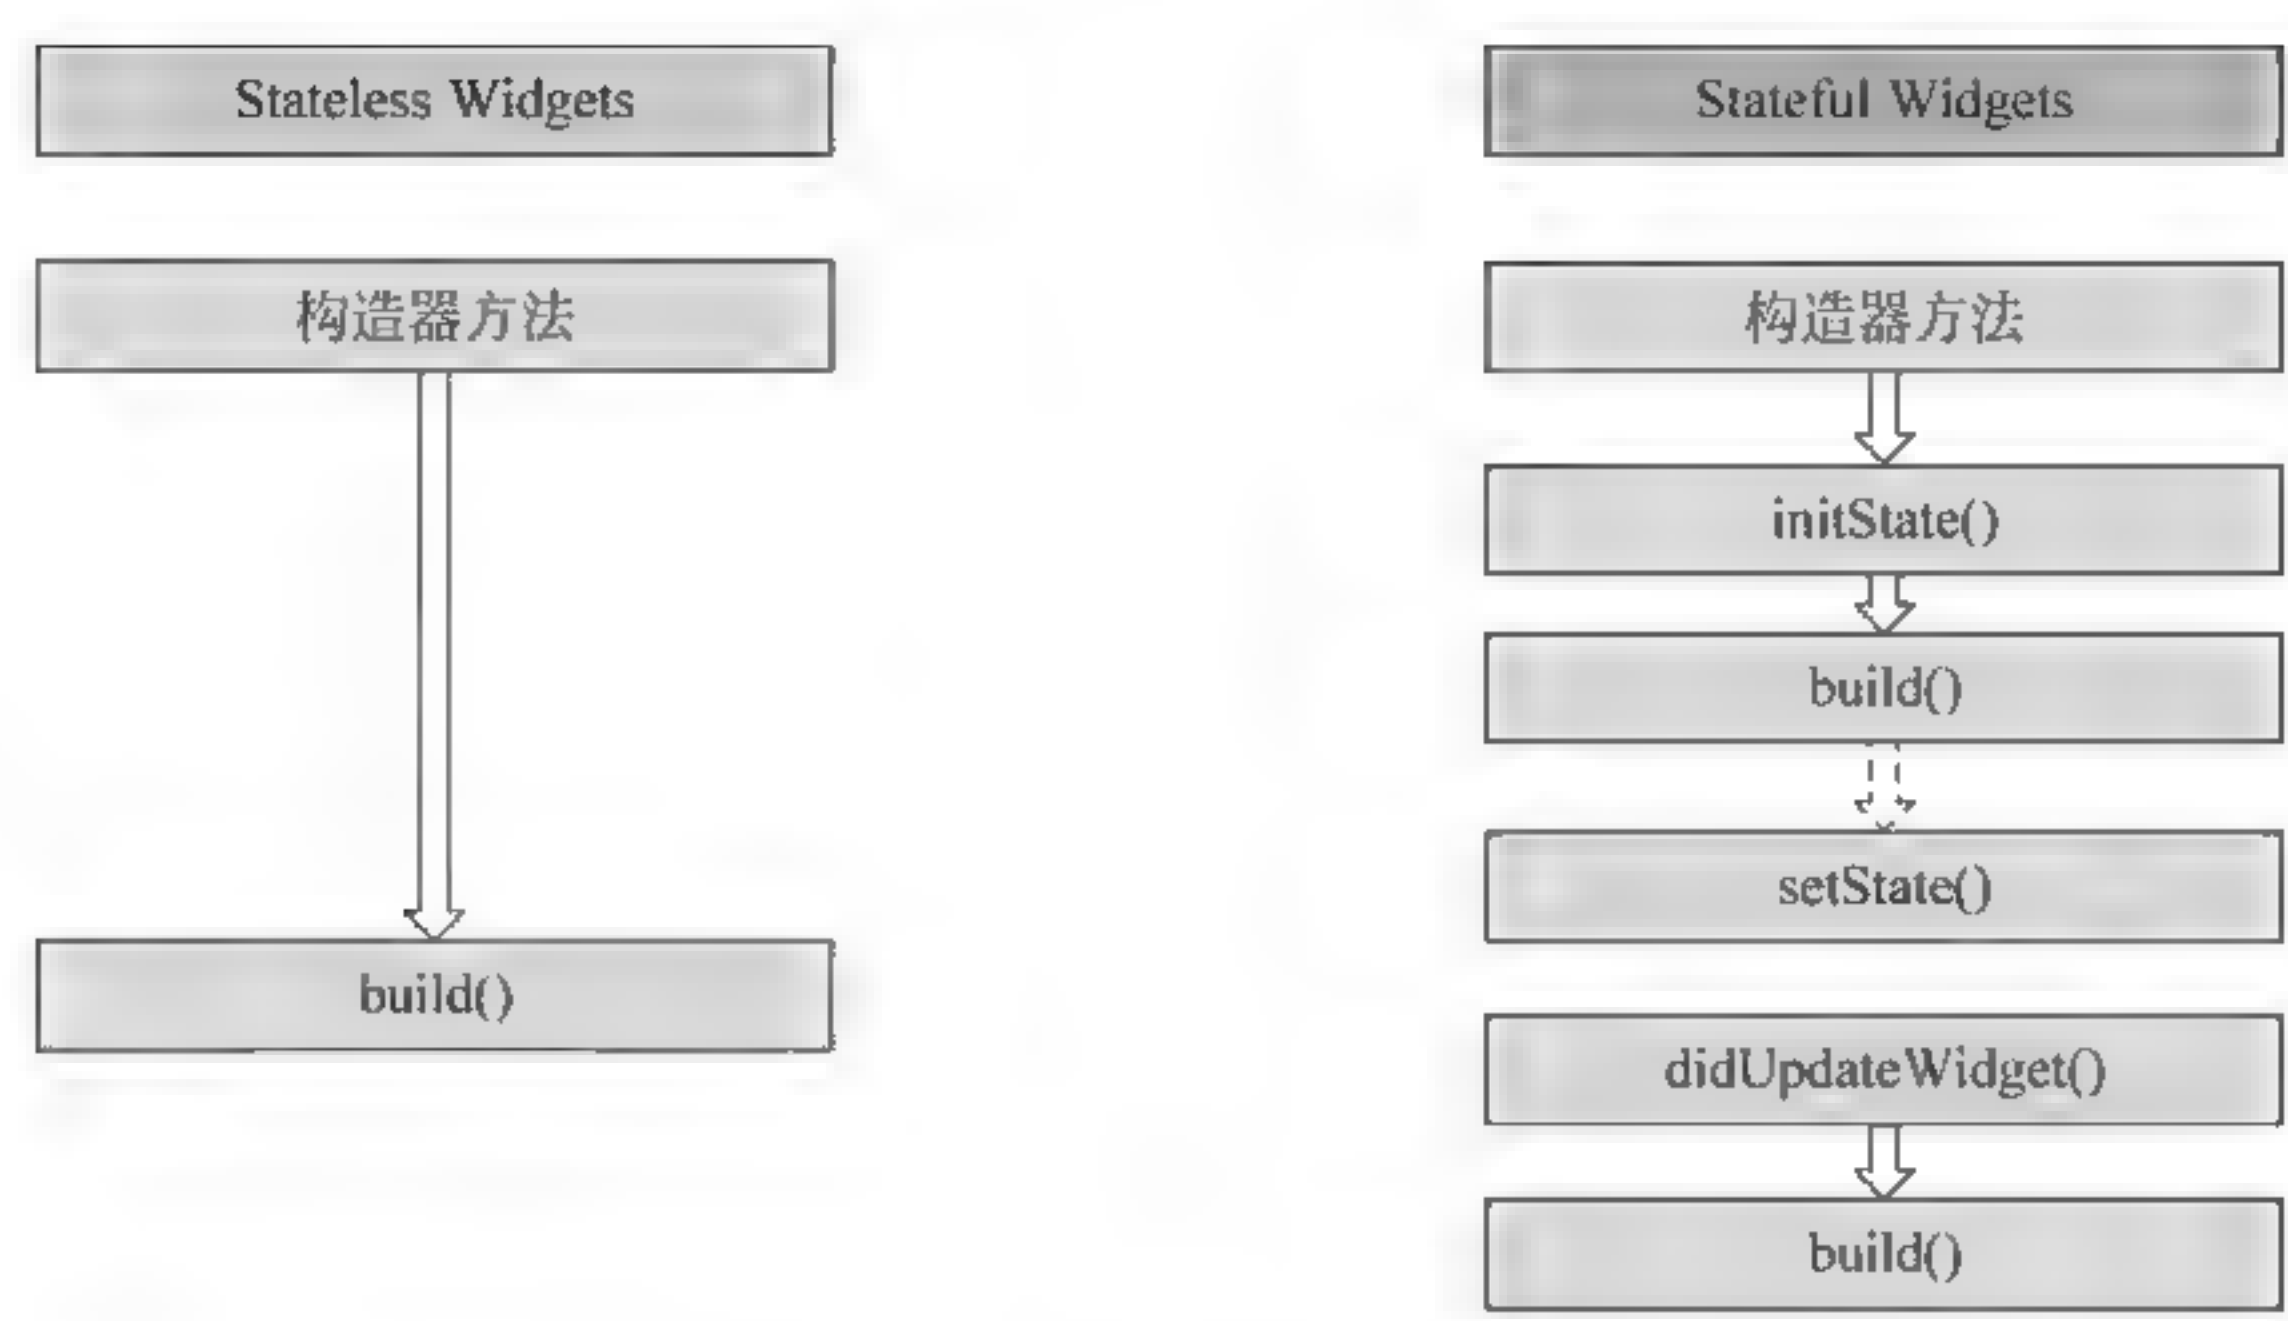 Stateless Widgets
构造器方法
build()
Stateful Widgets
构造器方法
initState()
build()
setState()
didUpdateWidget()
build()